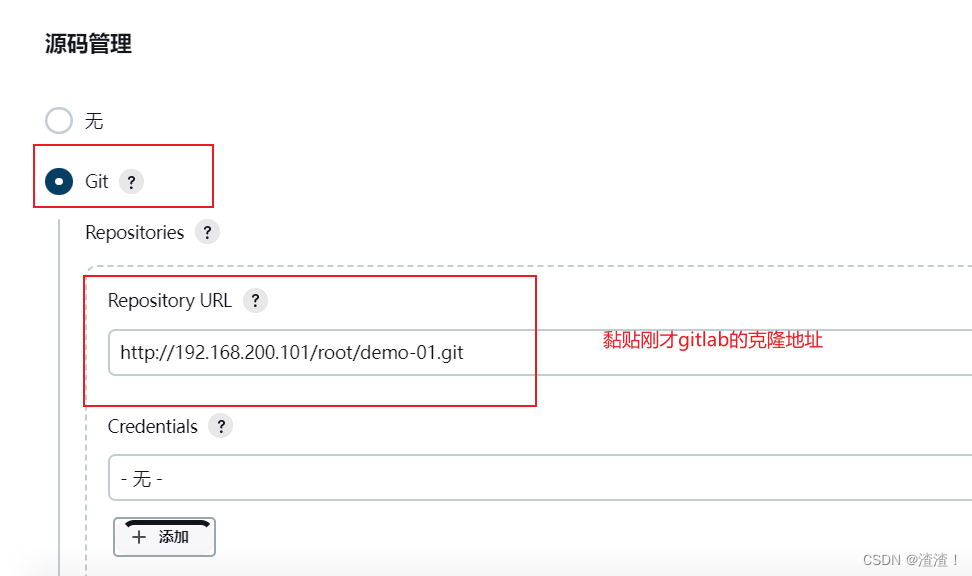 源码管理
无
Git ?
Repositories ?
Repository URL ?
http://192.168.200.101/root/demo-01.git
黏贴刚才gitlab的克隆地址
Credentials ?
- 无 -
+ 添加
CSDN @渣渣！